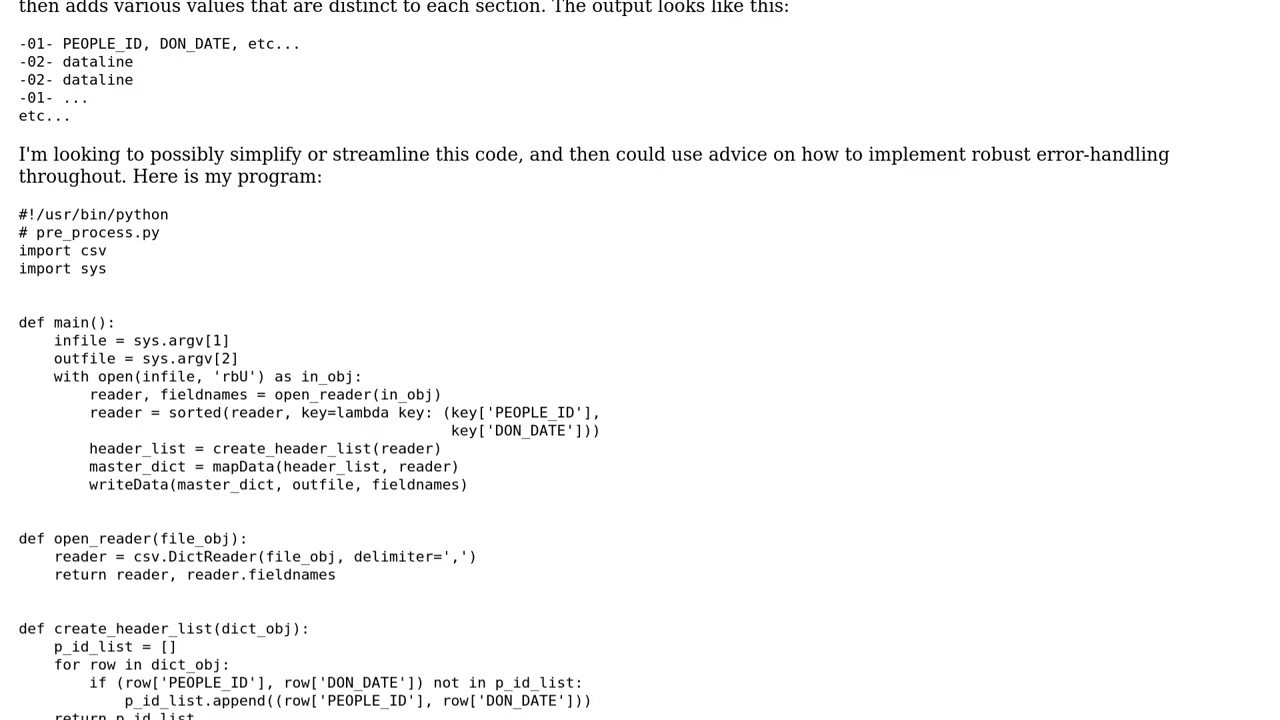 then adds various values that are distinct to each section. The output looks like this:
-01- PEOPLE_ID, DON_DATE, etc...
-02- dataline
-02- dataline
-01- ...
etc...
I'm looking to possibly simplify or streamline this code, and then could use advice on how to implement robust error-handling
throughout. Here is my program:
#!/usr/bin/python
# pre_process.py
import csv
import sys
def main():
    infile = sys.argv[1]
    outfile = sys.argv[2]
    with open(infile, 'rbU') as in_obj:
        reader, fieldnames = open_reader(in_obj)
        reader = sorted(reader, key=lambda key: (key['PEOPLE_ID'],
                                                 key['DON_DATE']))
        header_list = create_header_list(reader)
        master_dict = mapData(header_list, reader)
        writeData(master_dict, outfile, fieldnames)
def open_reader(file_obj):
    reader = csv.DictReader(file_obj, delimiter=',')
    return reader, reader.fieldnames
def create_header_list(dict_obj):
    p_id_list = []
    for row in dict_obj:
        if (row['PEOPLE_ID'], row['DON_DATE']) not in p_id_list:
            p_id_list.append((row['PEOPLE_ID'], row['DON_DATE']))
    return p_id_list